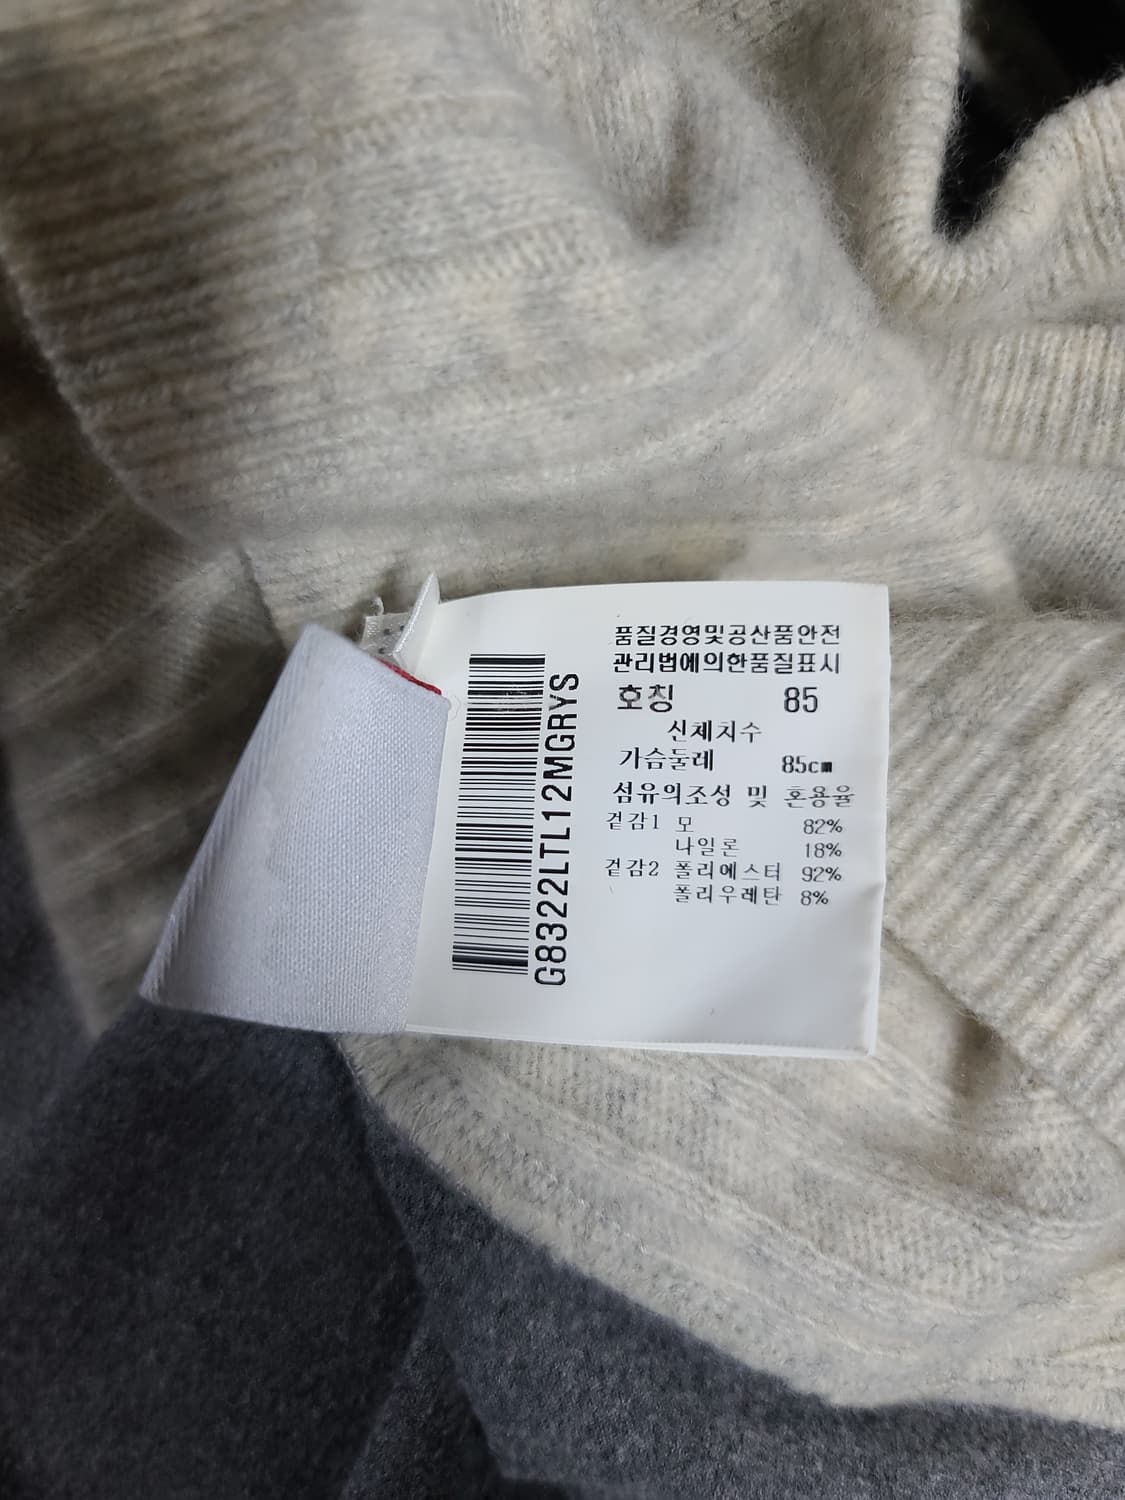 품질경영및공산품안전
관리법에의한품질표시
호칭 85
신체치수
가슴둘레 85cm
섬유의조성 및 혼용율
겉감1 모 82%
나일론 18%
겉감2 폴리에스터 92%
폴리우레탄 8%
G8322LTL12MGRYS